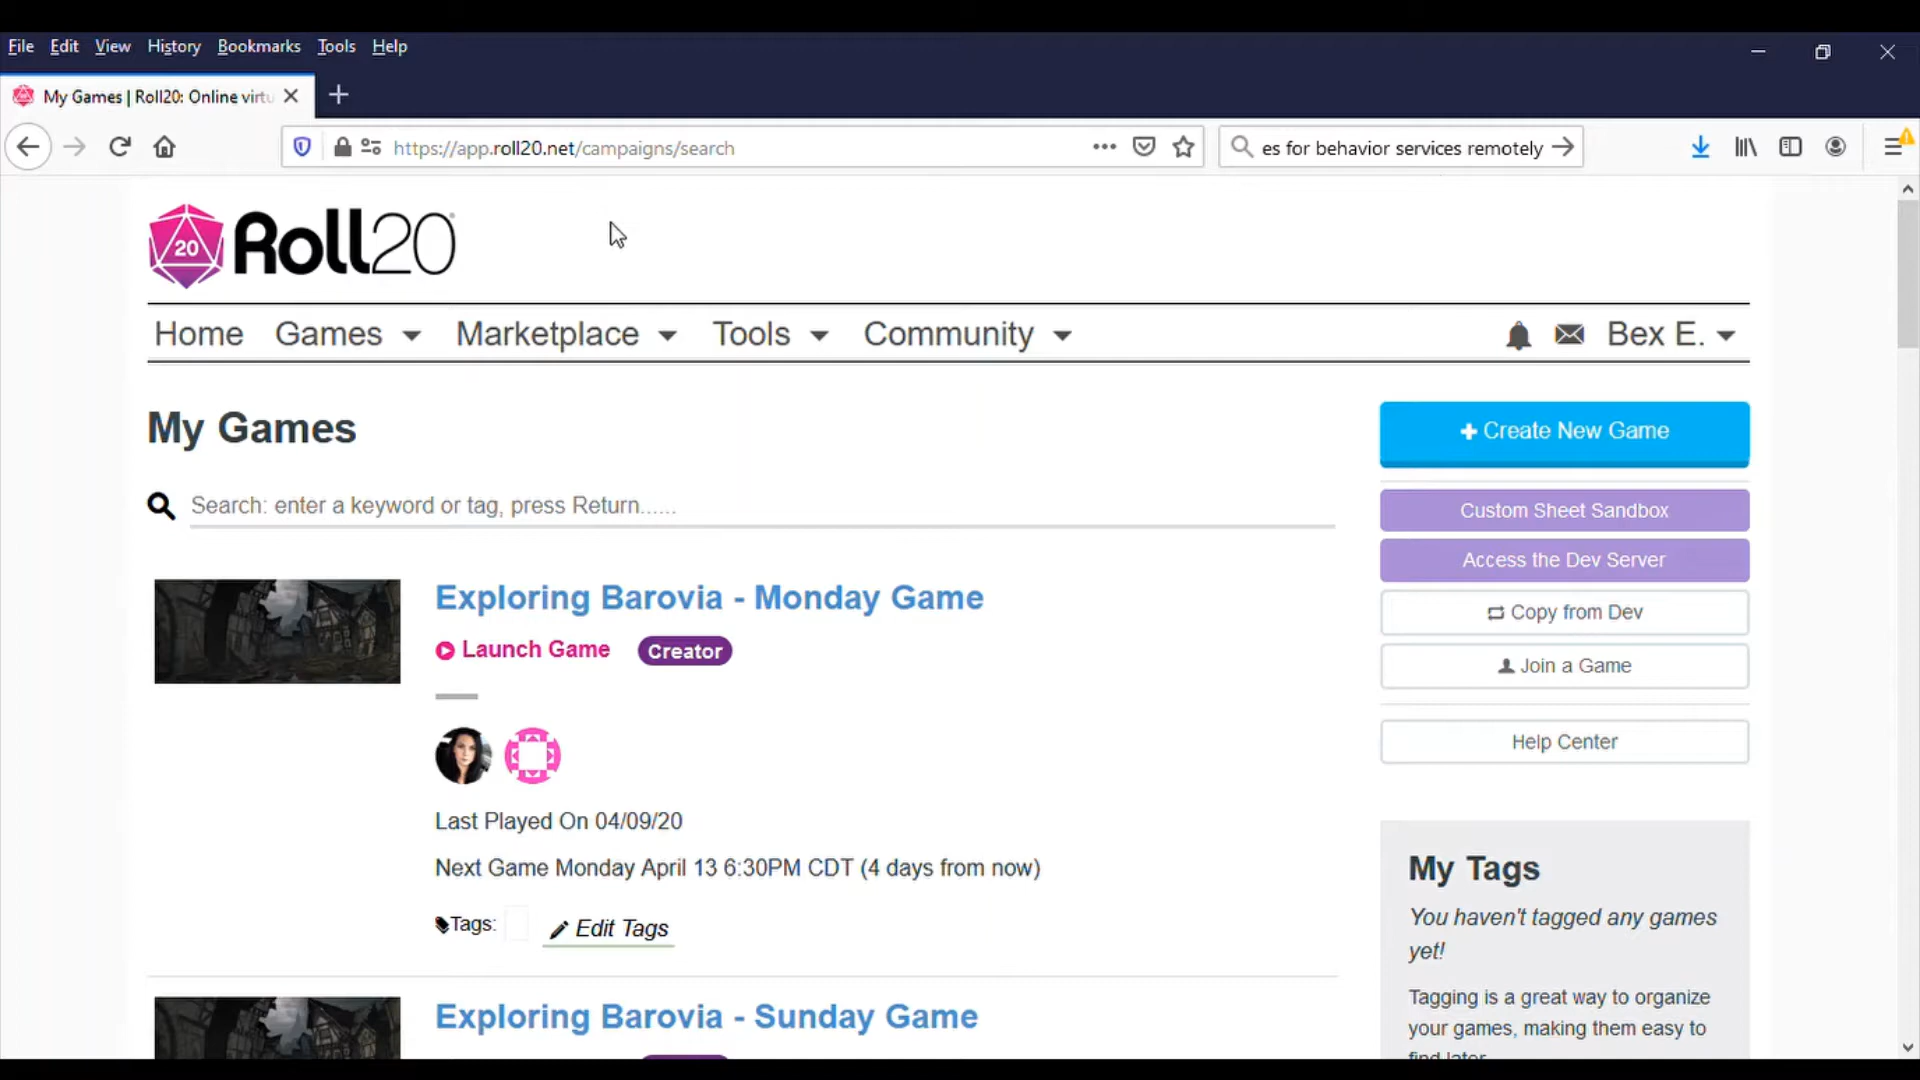 File Edit View History Bookmarks Tools Help
My Games | Roll20: Online virtu
https://app.roll20.net/campaigns/search
es for behavior services remotely
20 Roll20
Home Games Marketplace Tools Community Bex E.
My Games
Create New Game
Search: enter a keyword or tag, press Return......
Custom Sheet Sandbox
Access the Dev Server
Exploring Barovia - Monday Game
Copy from Dev
Launch Game Creator
Join a Game
Help Center
Last Played On 04/09/20
Next Game Monday April 13 6:30PM CDT (4 days from now)
Tags: Edit Tags
My Tags
You haven't tagged any games
yet!
Tagging is a great way to organize
your games, making them easy to
find later
Exploring Barovia - Sunday Game